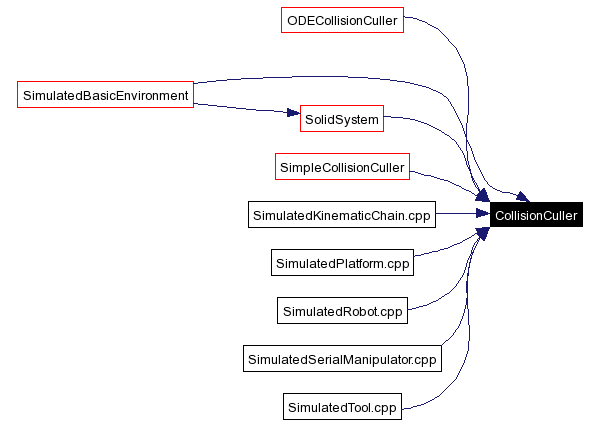 ODECollisionCuller
SimulatedBasicEnvironment
SolidSystem
SimpleCollisionCuller
SimulatedKinematicChain.cpp
CollisionCuller
SimulatedPlatform.cpp
SimulatedRobot.cpp
SimulatedSerialManipulator.cpp
SimulatedTool.cpp